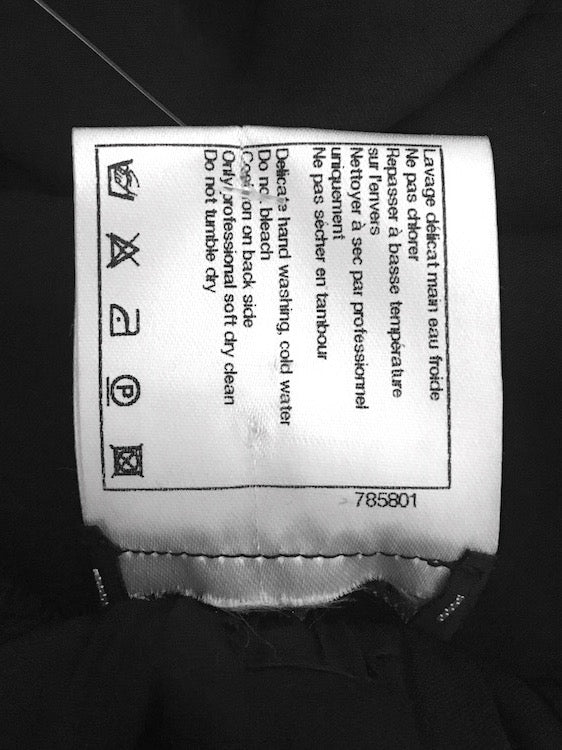 Lavage délicat main eau froide
Ne pas chlorer
Repasser à basse température
sur l'envers
Nettoyer à sec par professionnel
uniquement
Ne pas sécher en tambour
Delicate hand washing, cold water
Do not bleach
Cool iron on back side
Only professional soft dry clean
Do not tumble dry
P
785801